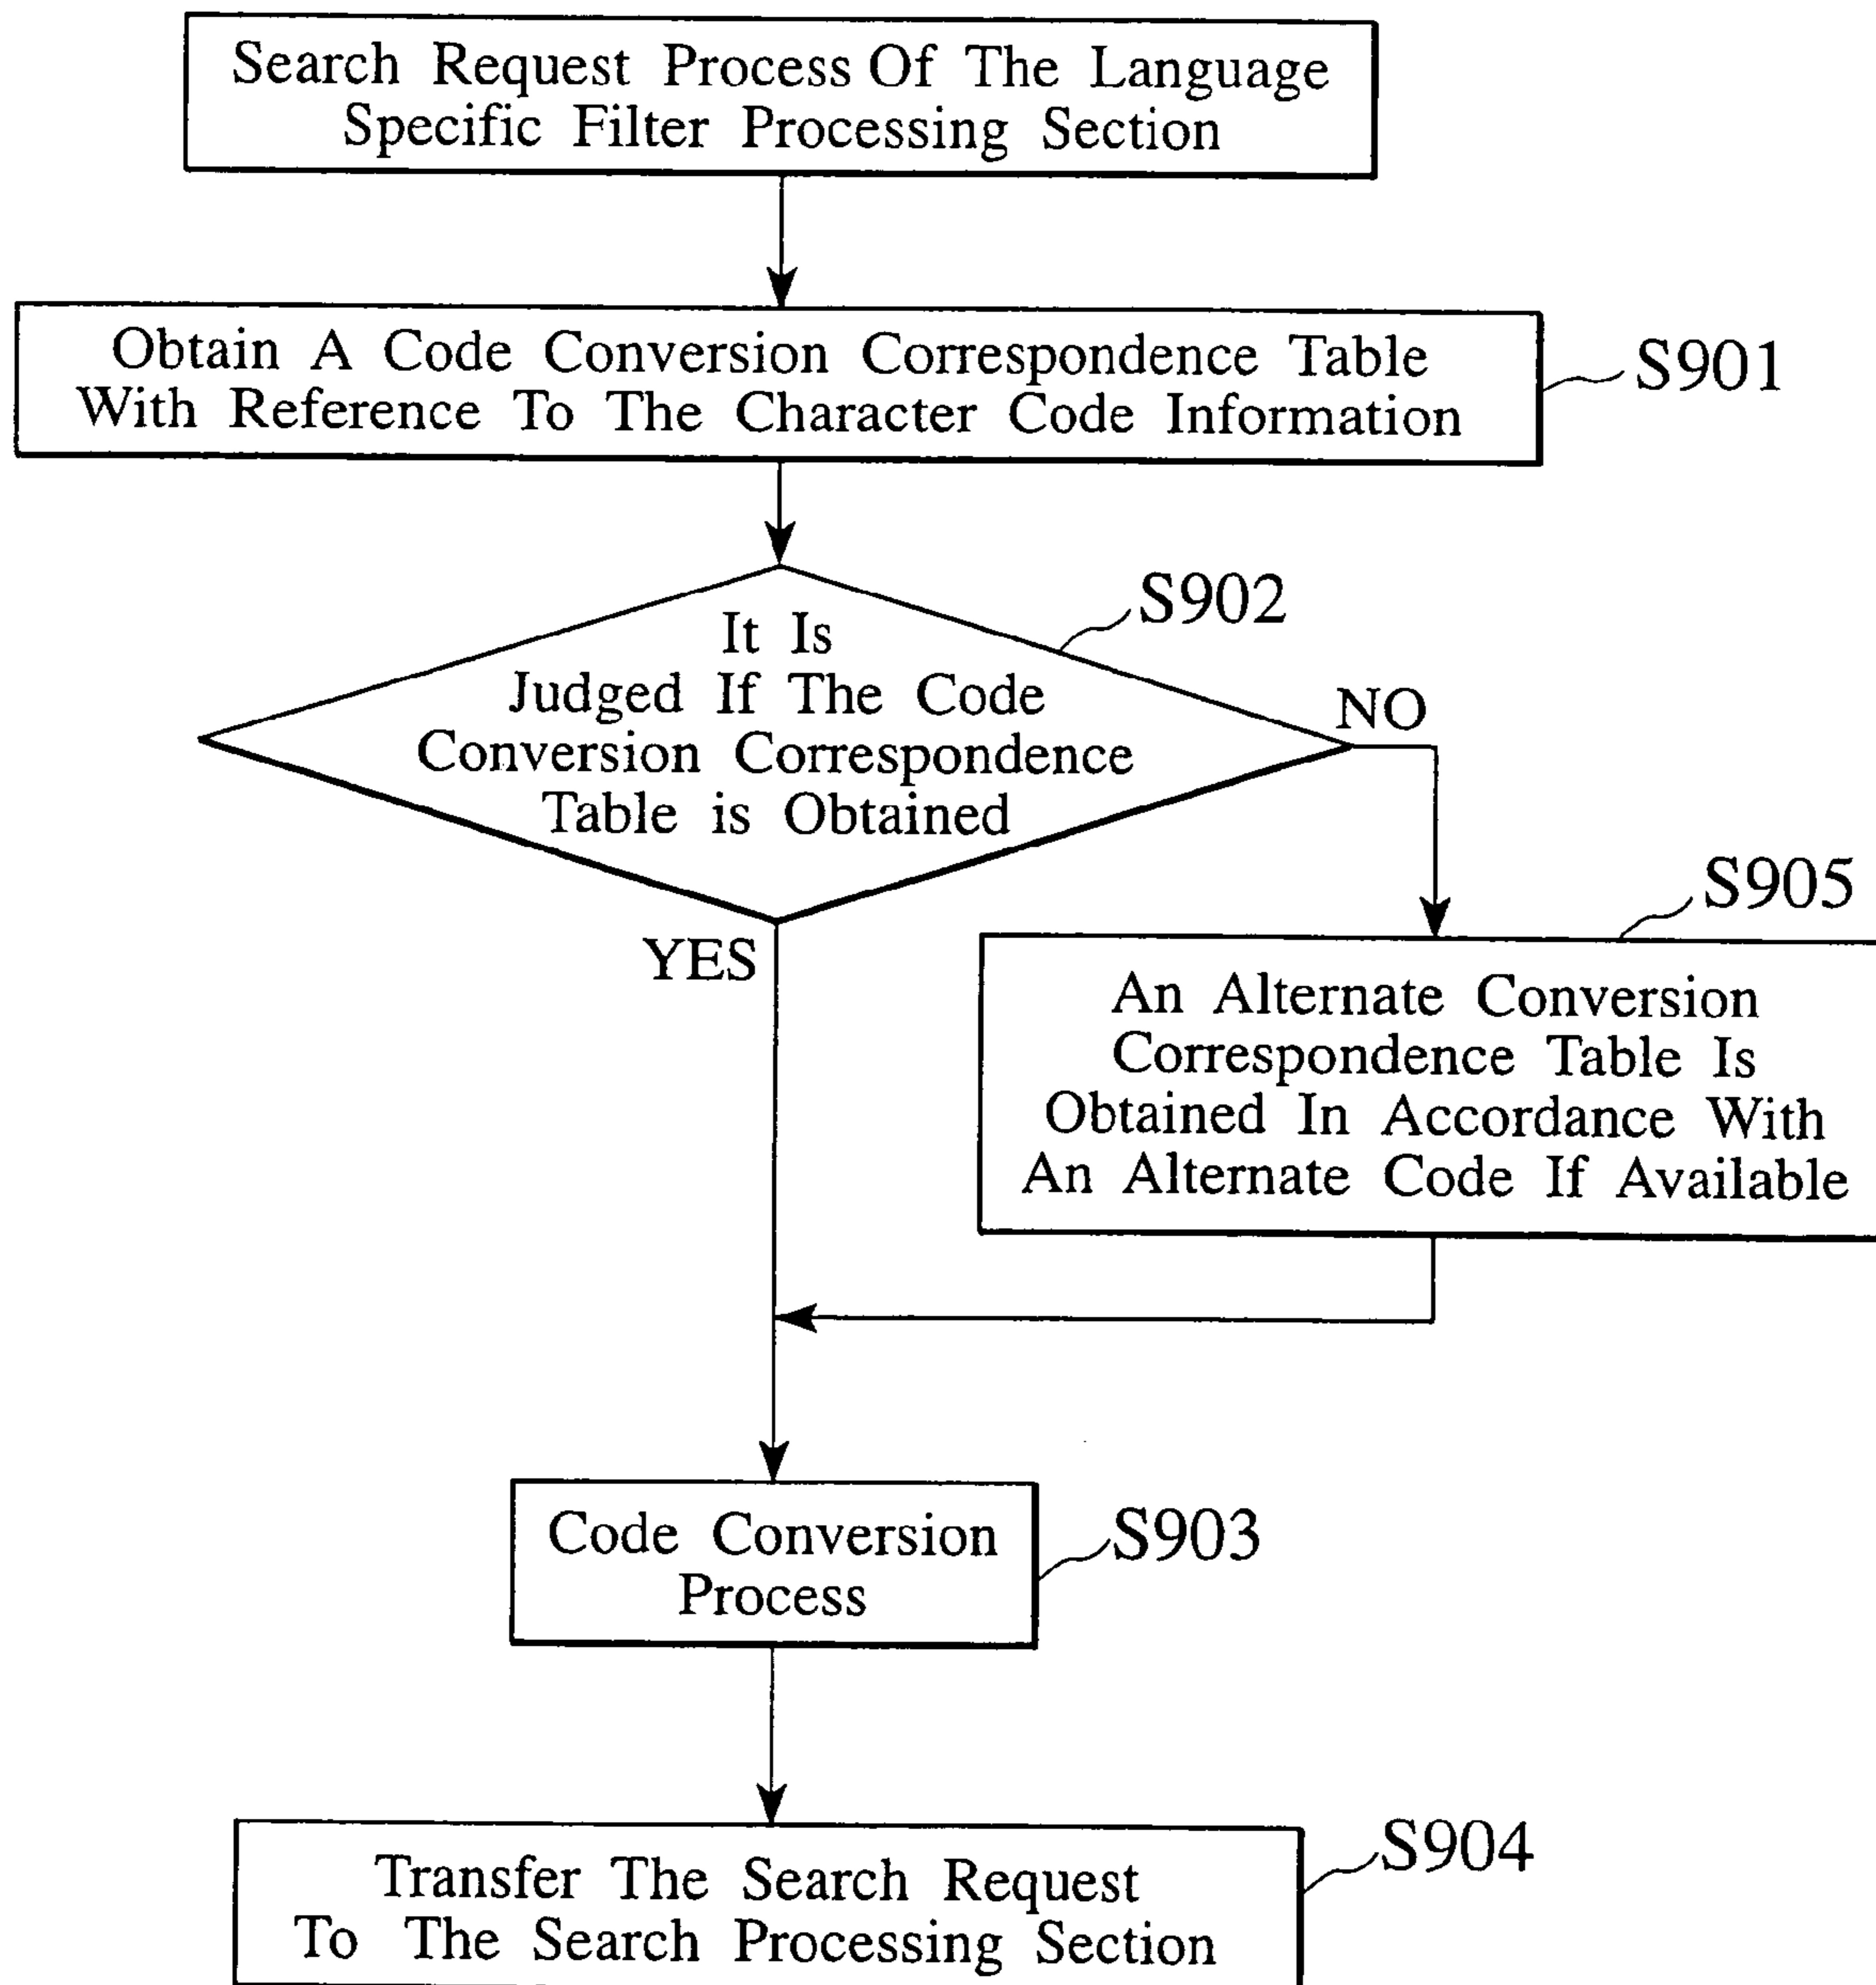 Search Request Process Of The Language
Specific Filter Processing Section
Obtain A Code Conversion Correspondence Table
With Reference To The Character Code Information
S901
It Is
Judged If The Code
Conversion Correspondence
Table is Obtained
S902
NO
YES
S905
An Alternate Conversion
Correspondence Table Is
Obtained In Accordance With
An Alternate Code If Available
Code Conversion
Process
S903
Transfer The Search Request
To The Search Processing Section
S904